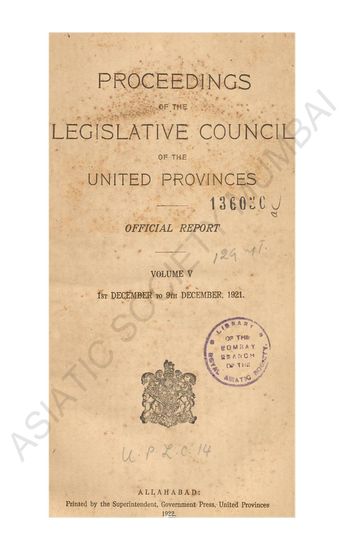 PROCEEDINGS
OF THE
LEGISLATIVE COUNCIL
OF THE
UNITED PROVINCES
136030
OFFICIAL REPORT
VOLUME V
1ST DECEMBER TO 9TH DECEMBER, 1921.
LIBRARY
OF THE
BOMBAY
BRANCH
OF THE
ROYAL ASIATIC SOCIETY
U. P. L. C. 14
ALLAHABAD:
Printed by the Superintendent, Government Press, United Provinces
1922.
ASIATIC SOCIETY MUMBAI